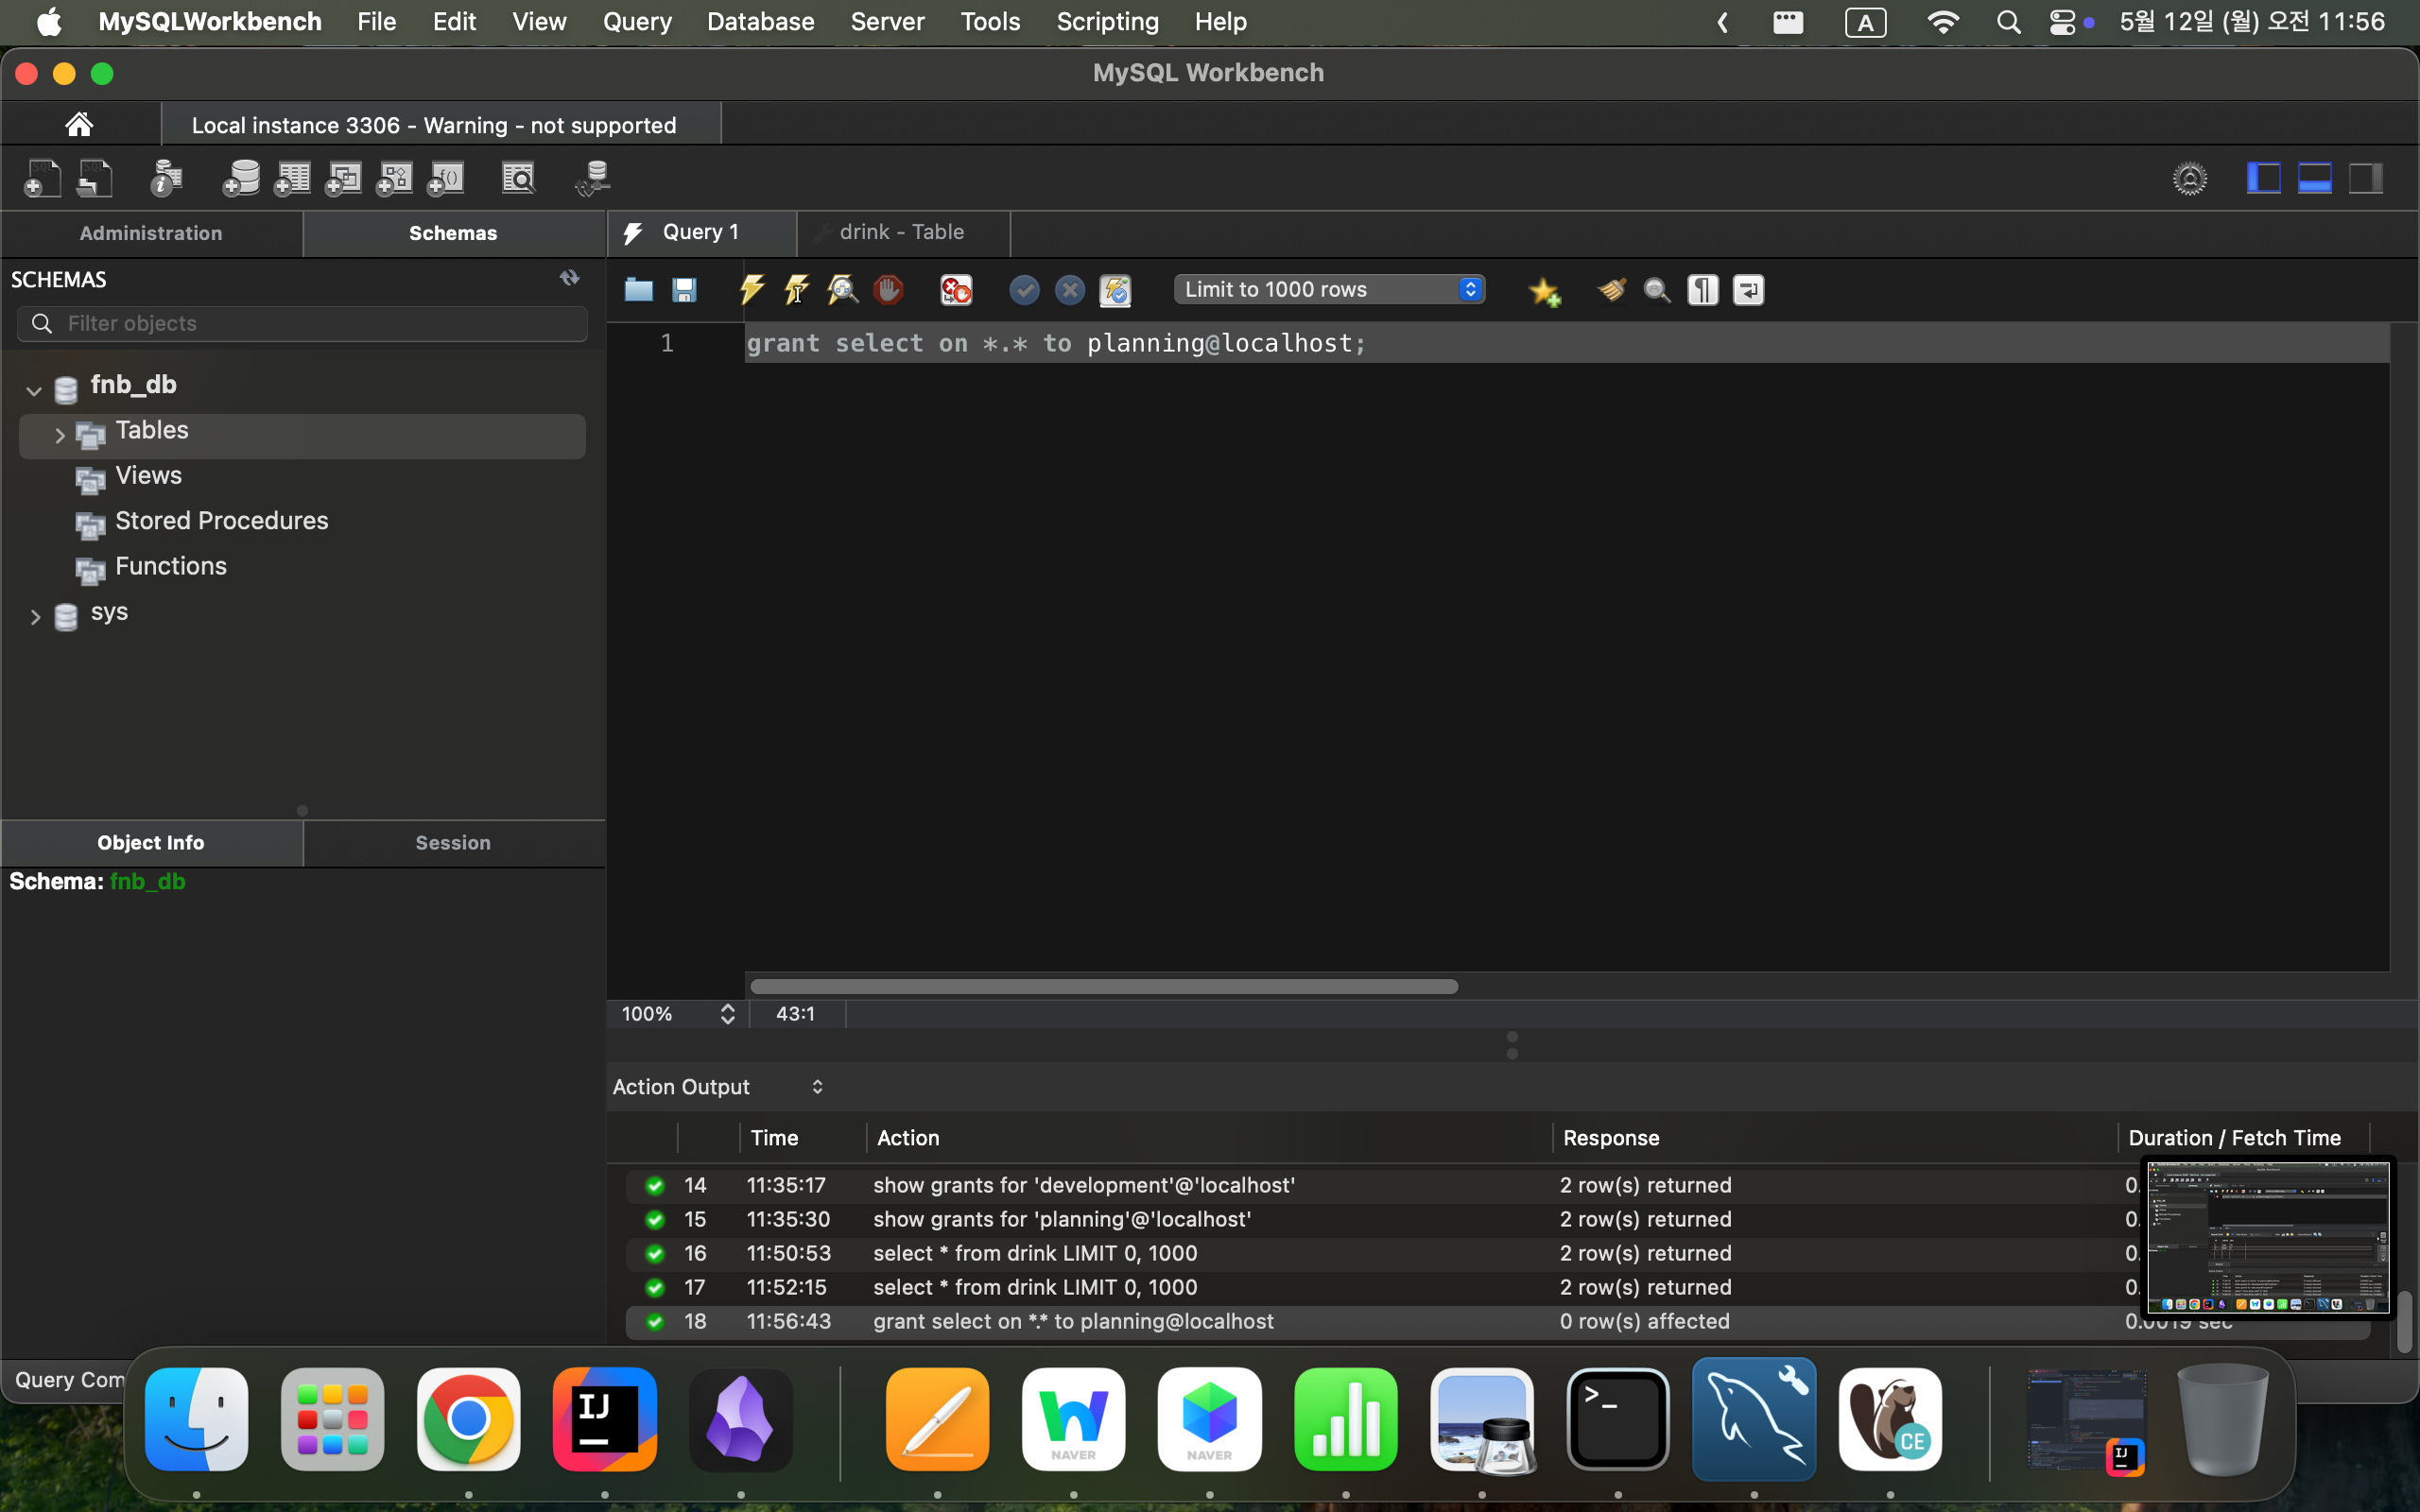 MySQLWorkbench File Edit View Query Database Server Tools Scripting Help A 5월 12일 (월) 오전 11:56
MySQL Workbench
Local instance 3306 - Warning - not supported
Administration Schemas Query 1 drink - Table
SCHEMAS
Limit to 1000 rows
Filter objects
1 grant select on *.* to planning@localhost;
fnb_db
Tables
Views
Stored Procedures
Functions
sys
Object Info Session
Schema: fnb_db
100% 43:1
Action Output
Time Action Response Duration / Fetch Time
14 11:35:17 show grants for 'development'@'localhost' 2 row(s) returned 0.
15 11:35:30 show grants for 'planning'@'localhost' 2 row(s) returned 0.
16 11:50:53 select * from drink LIMIT 0, 1000 2 row(s) returned 0.
17 11:52:15 select * from drink LIMIT 0, 1000 2 row(s) returned 0.
18 11:56:43 grant select on *.* to planning@localhost 0 row(s) affected 0.0019 sec
Query Com
IJ
NAVER
NAVER
>_
CE
IJ